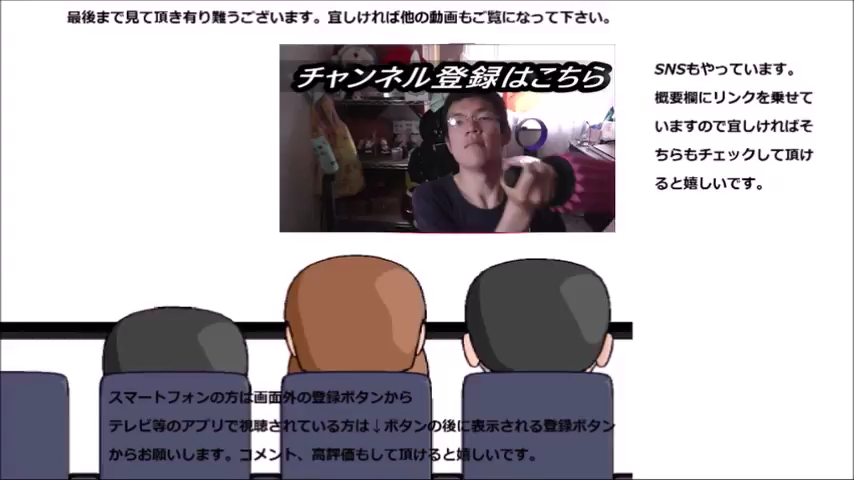 最後まで見て頂き有り難うございます。宜しければ他の動画もご覧になって下さい。
チャンネル登録はこちら
SNSもやっています。
概要欄にリンクを乗せて
いますので宜しければそ
ちらもチェックして頂け
ると嬉しいです。
スマートフォンの方は画面外の登録ボタンから
テレビ等のアプリで視聴されている方は↓ボタンの後に表示される登録ボタン
からお願いします。コメント、高評価もして頂けると嬉しいです。